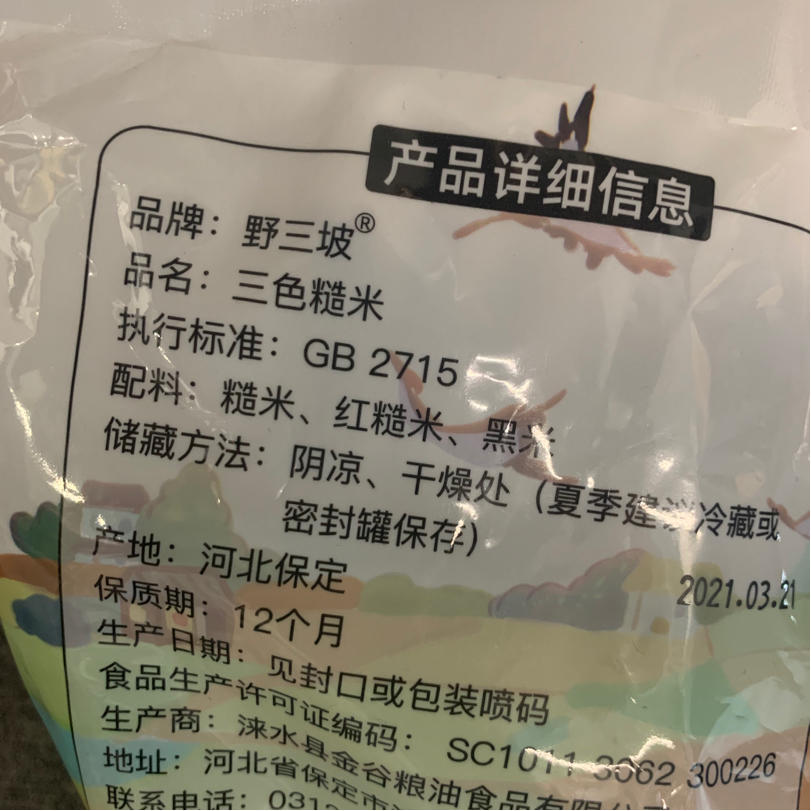 产品详细信息
品牌：野三坡®
品名：三色糙米
执行标准：GB 2715
配料：糙米、红糙米、黑米
储藏方法：阴凉、干燥处（夏季建议冷藏或
密封罐保存）
产地：河北保定
2021.03.21
保质期：12个月
生产日期：见封口或包装喷码
食品生产许可证编码：SC1011 3062 300226
生产商：涞水县金谷粮油食品有限
地址：河北省保定市
联系电话：031